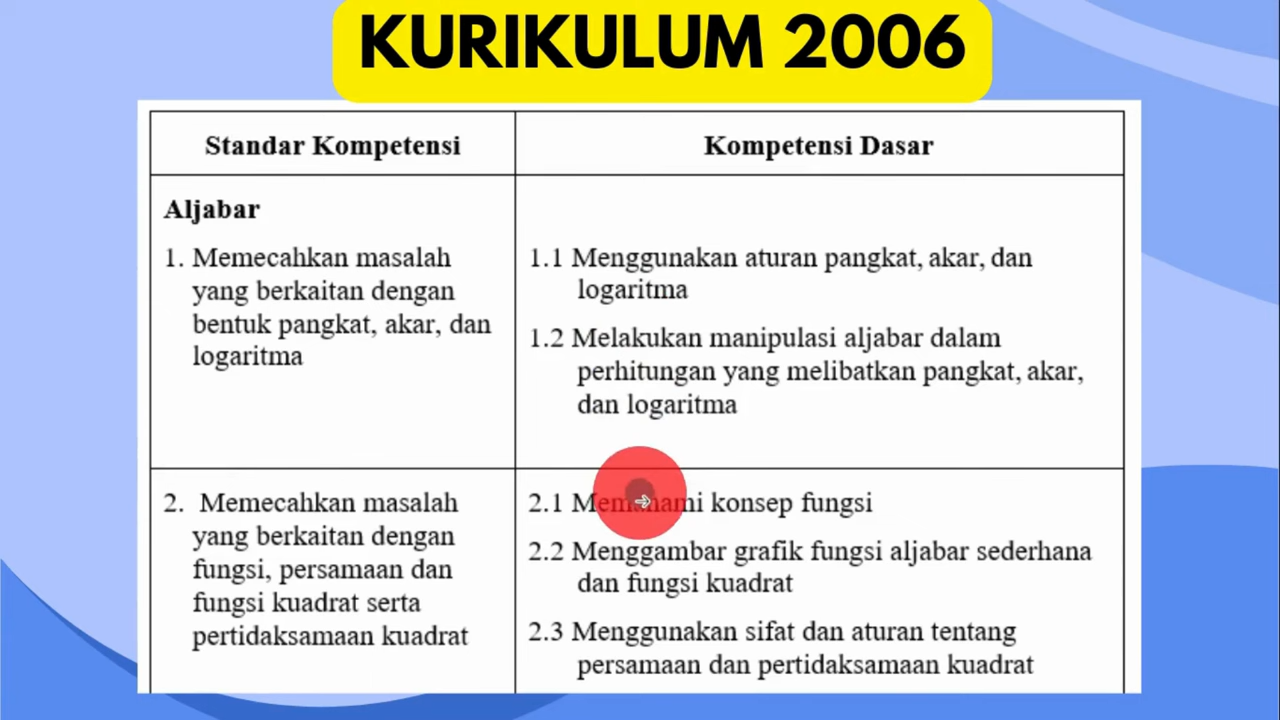 KURIKULUM 2006
Standar Kompetensi
Kompetensi Dasar
Aljabar
1. Memecahkan masalah
yang berkaitan dengan
bentuk pangkat, akar, dan
logaritma
1.1 Menggunakan aturan pangkat, akar, dan
logaritma
1.2 Melakukan manipulasi aljabar dalam
perhitungan yang melibatkan pangkat, akar,
dan logaritma
2. Memecahkan masalah
yang berkaitan dengan
fungsi, persamaan dan
fungsi kuadrat serta
pertidaksamaan kuadrat
2.1 Memahami konsep fungsi
2.2 Menggambar grafik fungsi aljabar sederhana
dan fungsi kuadrat
2.3 Menggunakan sifat dan aturan tentang
persamaan dan pertidaksamaan kuadrat